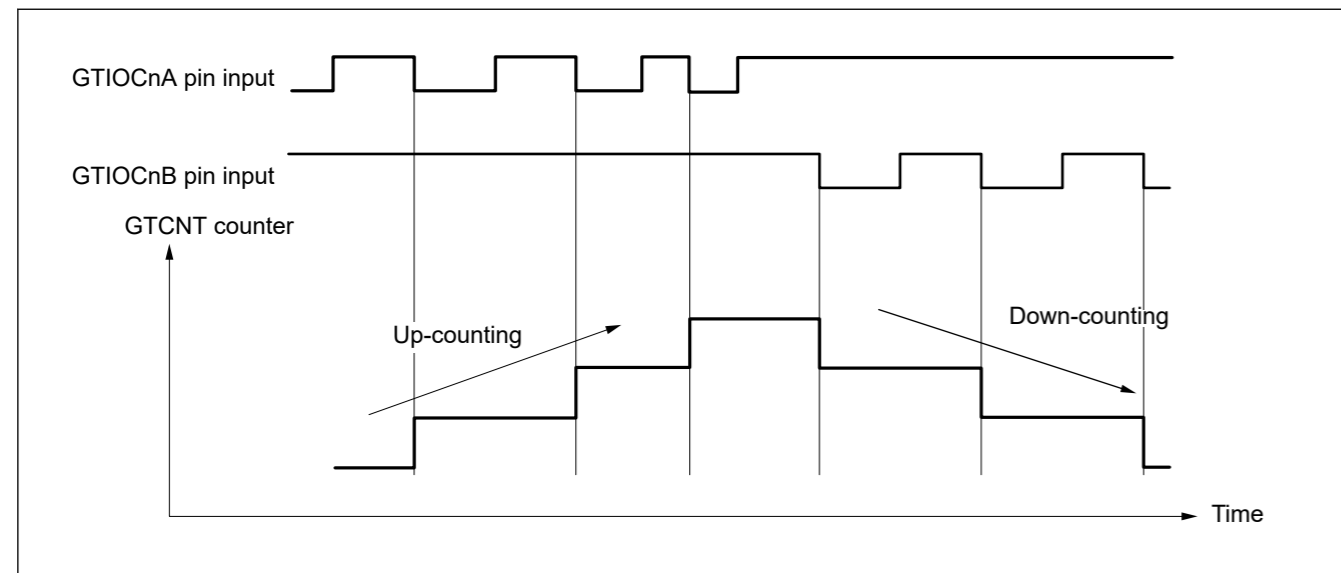 GTIOCnA pin input
GTIOCnB pin input
GTCNT counter
Up-counting
Down-counting
Time